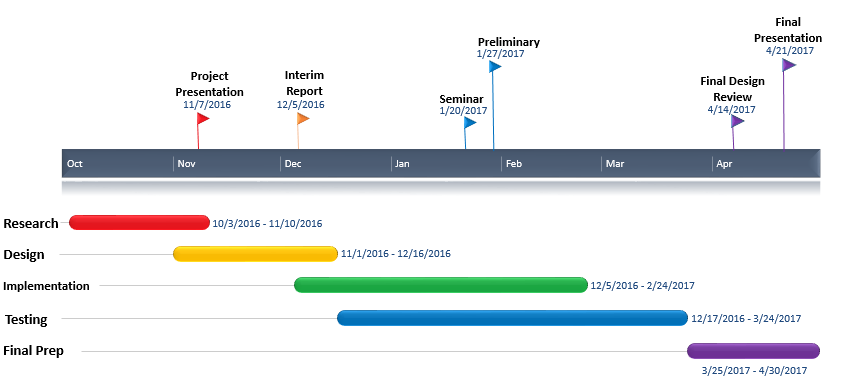 Final
Presentation
4/21/2017
Preliminary
1/27/2017
Project
Presentation
11/7/2016
Interim
Report
12/5/2016
Seminar
1/20/2017
Final Design
Review
4/14/2017
Oct Nov Dec Jan Feb Mar Apr
Research 10/3/2016 - 11/10/2016
Design 11/1/2016 - 12/16/2016
Implementation 12/5/2016 - 2/24/2017
Testing 12/17/2016 - 3/24/2017
Final Prep
3/25/2017 - 4/30/2017